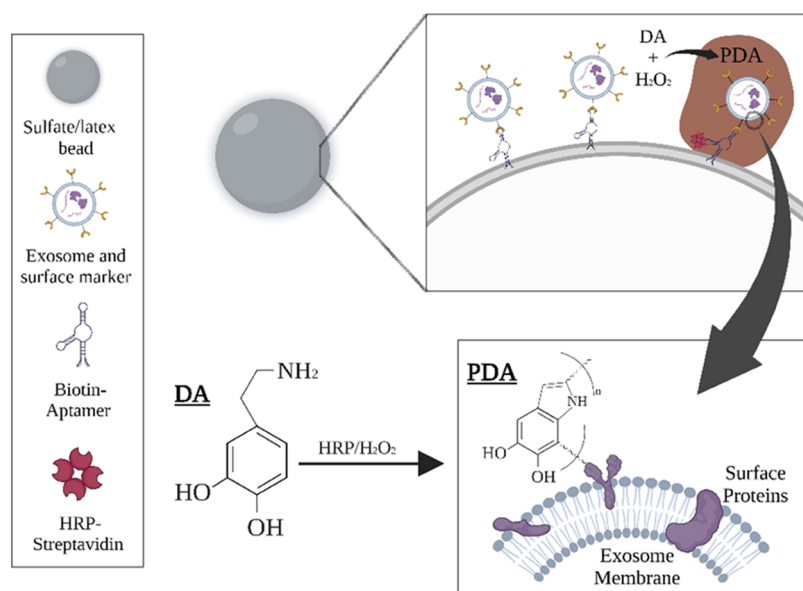 Sulfate/latex
bead
Exosome and
surface marker
Biotin-
Aptamer
HRP-
Streptavidin
DA
+
H₂O₂
PDA
DA
NH₂
HO
OH
HRP/H₂O₂
PDA
n
NH
HO
OH
Surface
Proteins
Exosome
Membrane